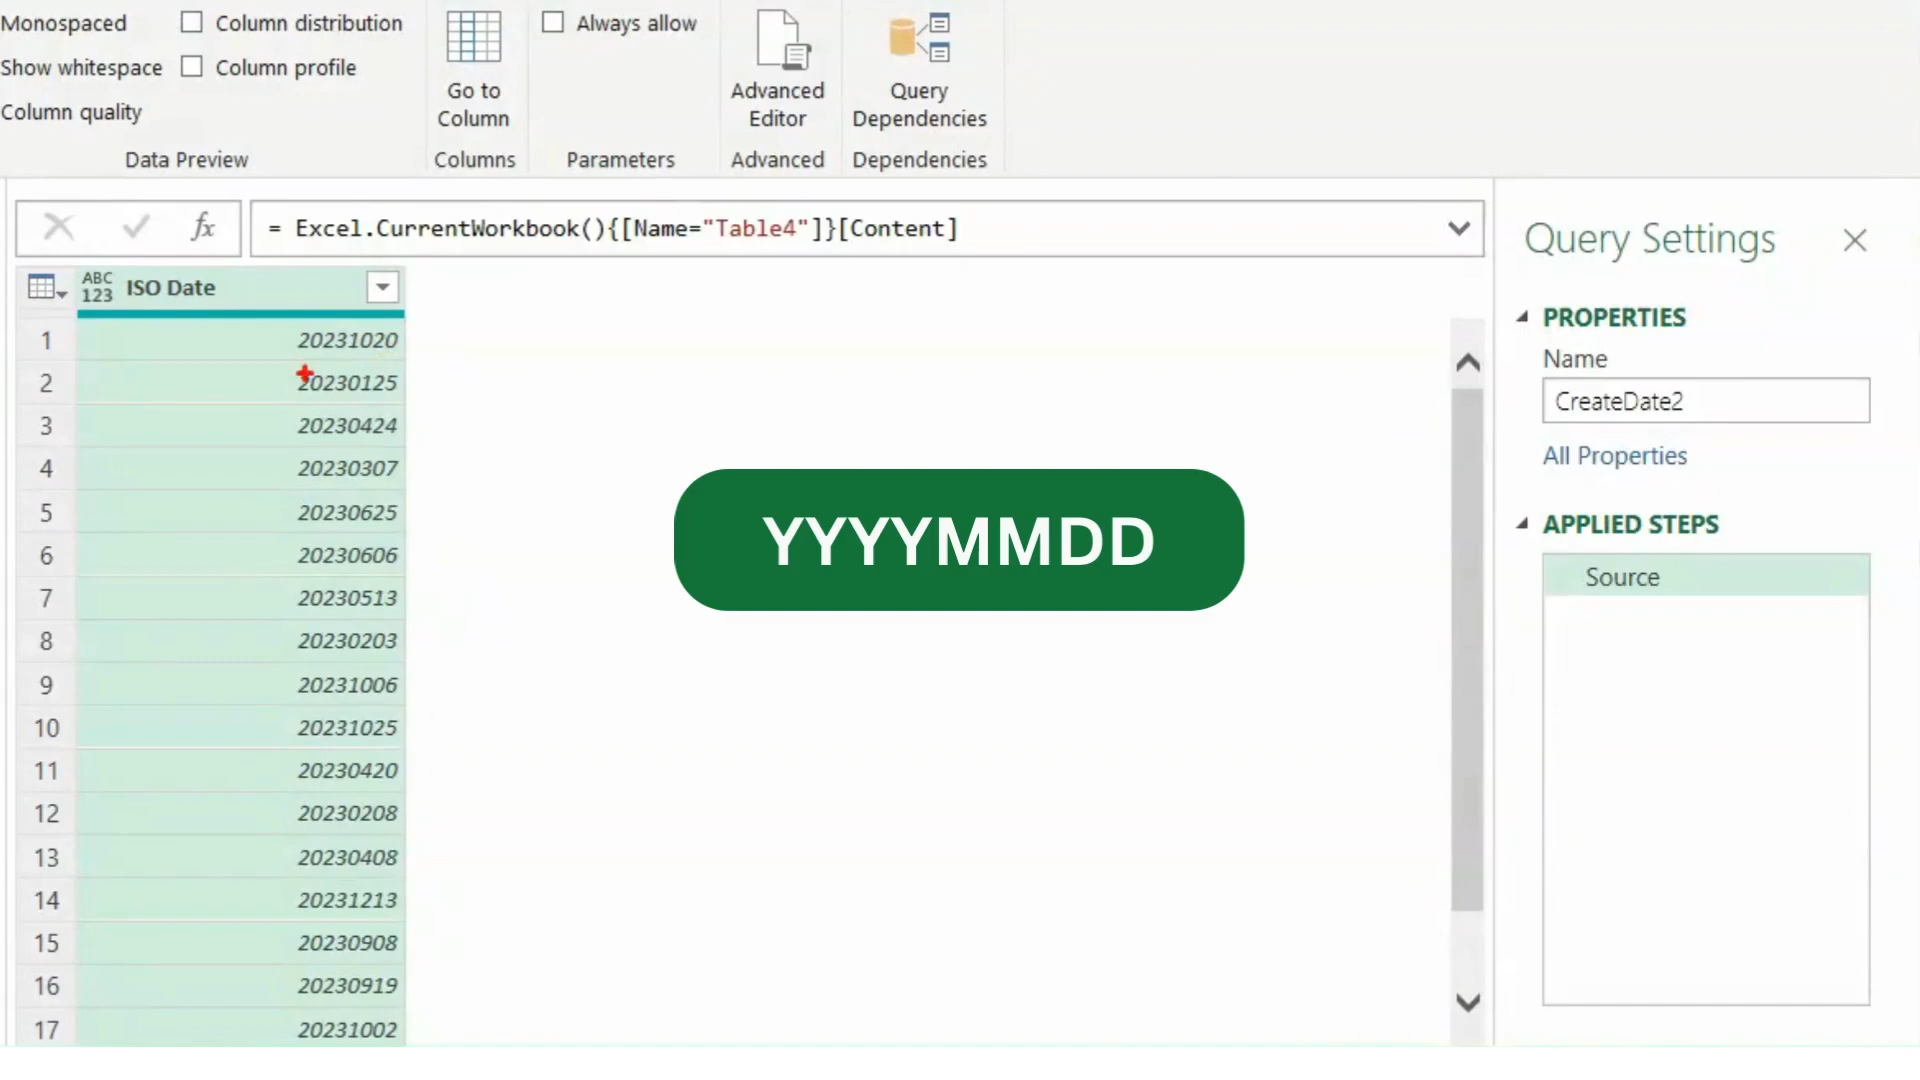 Monospaced
Column distribution
Show whitespace
Column profile
Column quality
Data Preview
Go to
Column
Columns
Always allow
Parameters
Advanced
Editor
Advanced
Query
Dependencies
Dependencies
fx
= Excel.CurrentWorkbook(){[Name="Table4"]}[Content]
ABC
123
ISO Date
1 20231020
2 20230125
3 20230424
4 20230307
5 20230625
6 20230606
7 20230513
8 20230203
9 20231006
10 20231025
11 20230420
12 20230208
13 20230408
14 20231213
15 20230908
16 20230919
17 20231002
YYYYMMDD
Query Settings
PROPERTIES
Name
CreateDate2
All Properties
APPLIED STEPS
Source